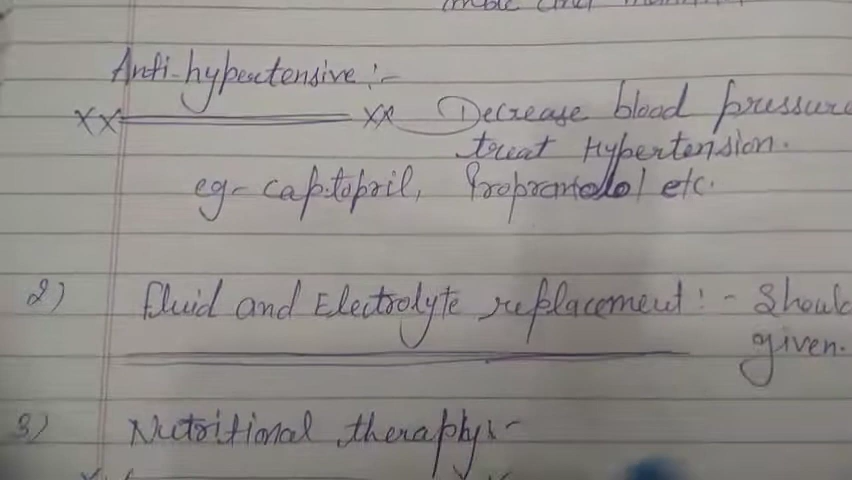 Anti-hypertensive:-
xx xx Decrease blood pressure
treat Hypertension.
eg- captopril, Propranolol etc.
2) Fluid and Electrolyte replacement:- Should
given.
3) Nutritional theraphy:-